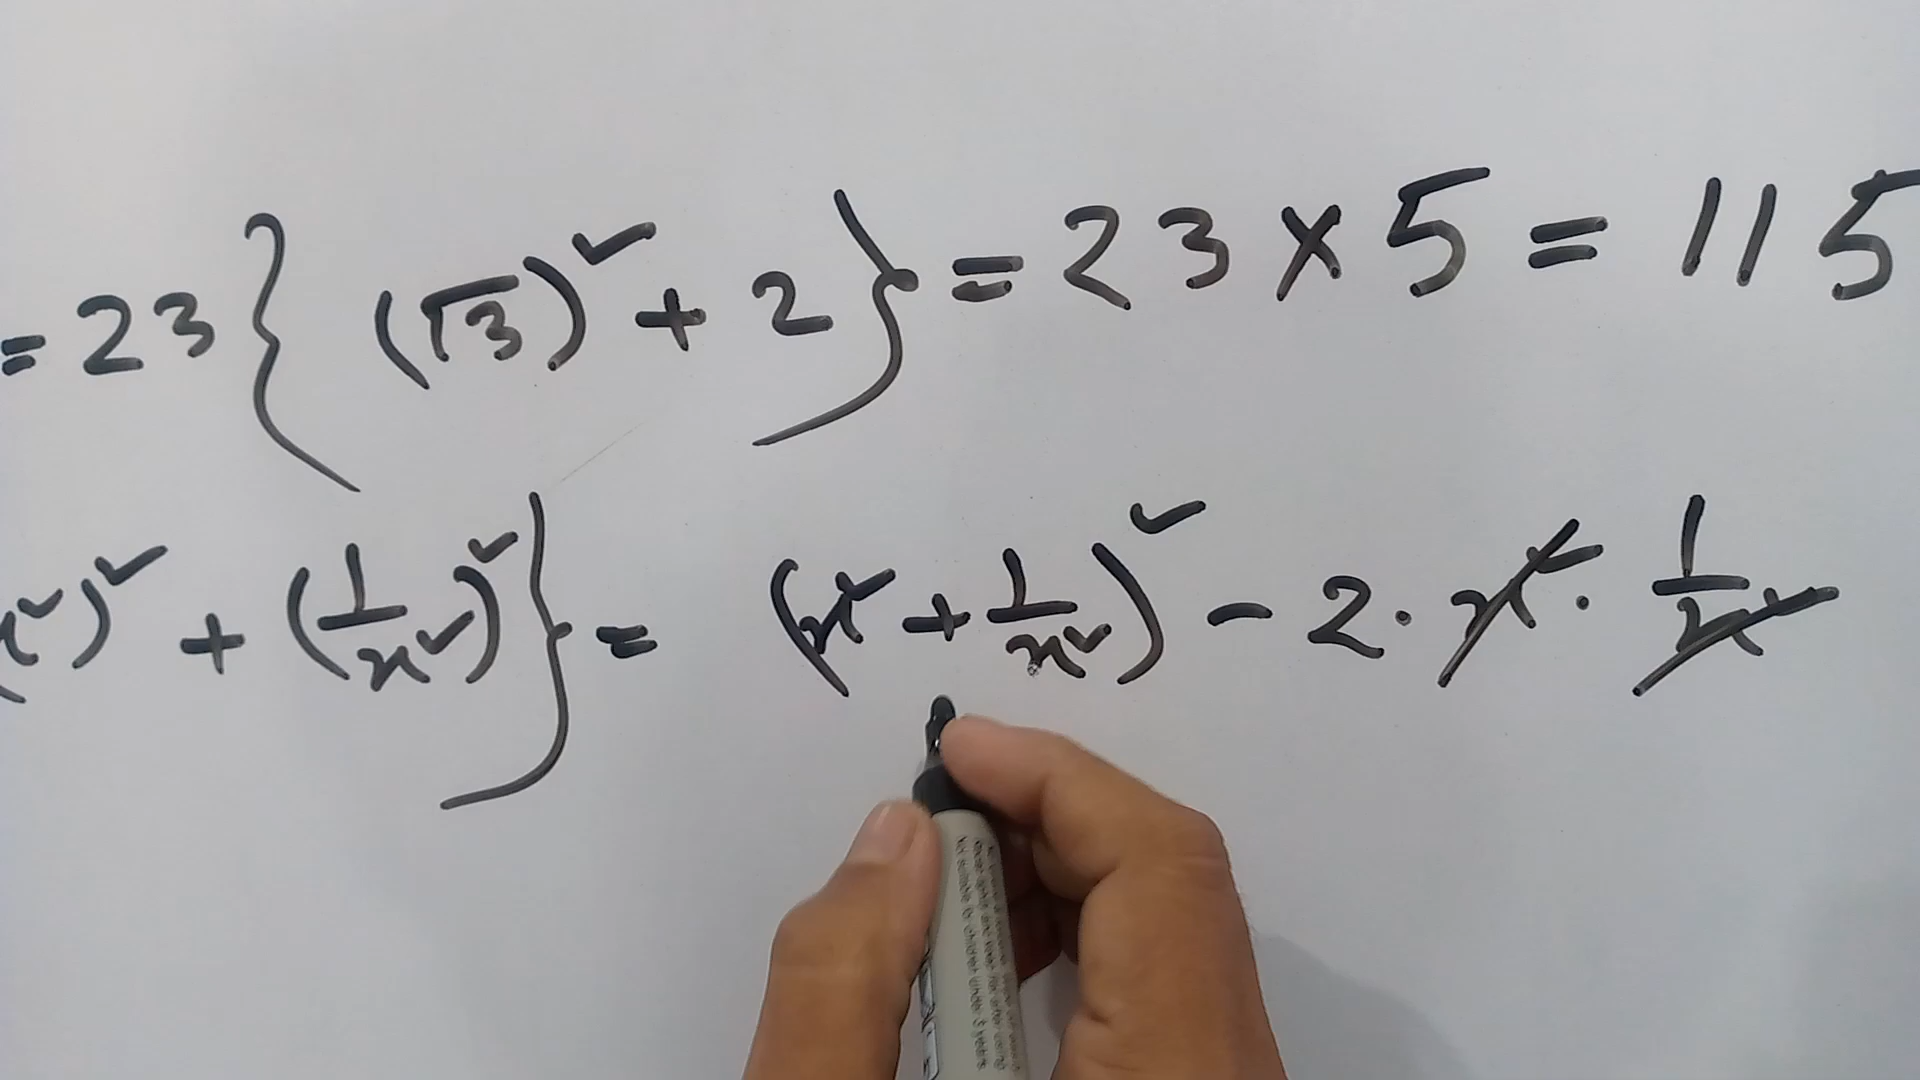 = 23 { (√3)² + 2 } = 23 × 5 = 115
(x²)² + (1/x²)² } = (x² + 1/x²)² - 2 · x² · 1/x²